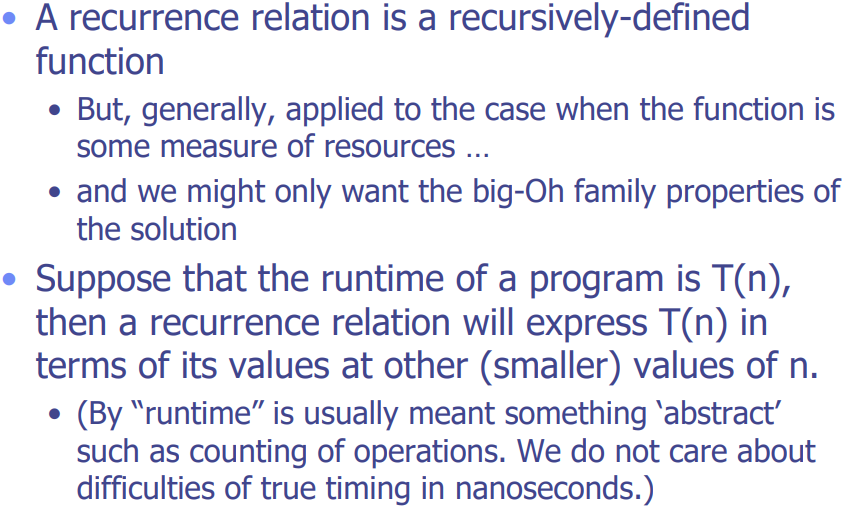 • A recurrence relation is a recursively-defined
function
• But, generally, applied to the case when the function is
some measure of resources …
• and we might only want the big-Oh family properties of
the solution
• Suppose that the runtime of a program is T(n),
then a recurrence relation will express T(n) in
terms of its values at other (smaller) values of n.
• (By “runtime” is usually meant something ‘abstract’
such as counting of operations. We do not care about
difficulties of true timing in nanoseconds.)